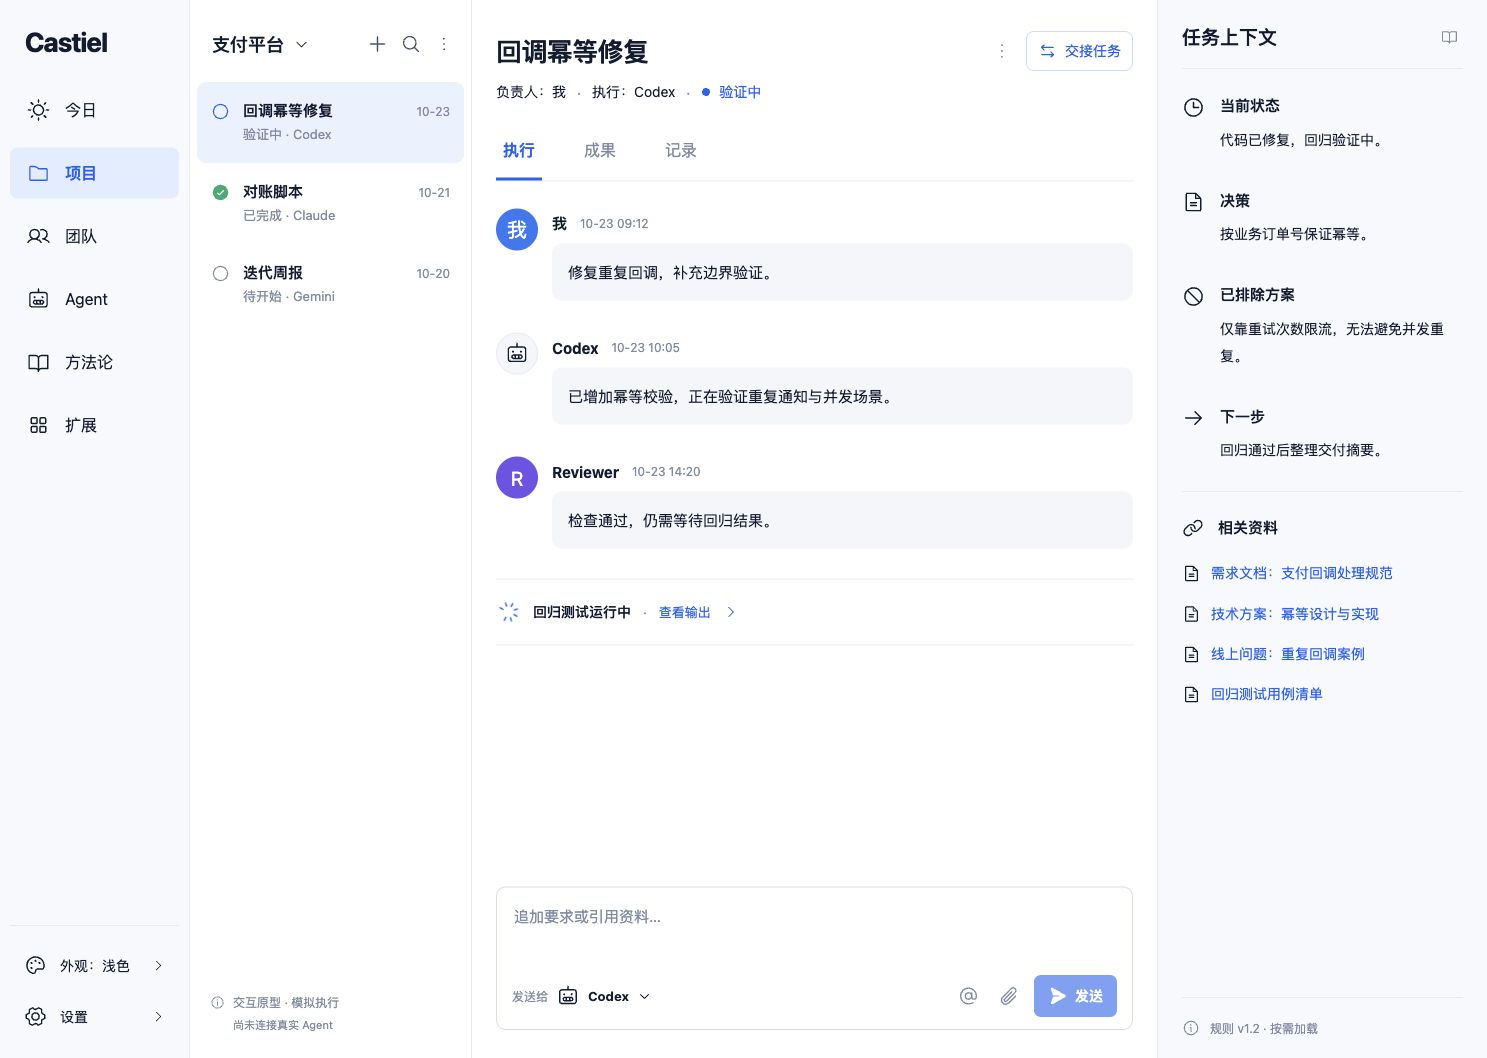 Castiel
今日
项目
团队
Agent
方法论
扩展
外观：浅色
设置
支付平台
回调幂等修复 10-23
验证中 · Codex
对账脚本 10-21
已完成 · Claude
迭代周报 10-20
待开始 · Gemini
交互原型 · 模拟执行
尚未连接真实 Agent
回调幂等修复
交接任务
负责人：我 · 执行：Codex · 验证中
执行 成果 记录
我 我 10-23 09:12
修复重复回调，补充边界验证。
Codex 10-23 10:05
已增加幂等校验，正在验证重复通知与并发场景。
R Reviewer 10-23 14:20
检查通过，仍需等待回归结果。
回归测试运行中 · 查看输出
追加要求或引用资料...
发送给 Codex 发送
任务上下文
当前状态
代码已修复，回归验证中。
决策
按业务订单号保证幂等。
已排除方案
仅靠重试次数限流，无法避免并发重
复。
下一步
回归通过后整理交付摘要。
相关资料
需求文档：支付回调处理规范
技术方案：幂等设计与实现
线上问题：重复回调案例
回归测试用例清单
规则 v1.2 · 按需加载